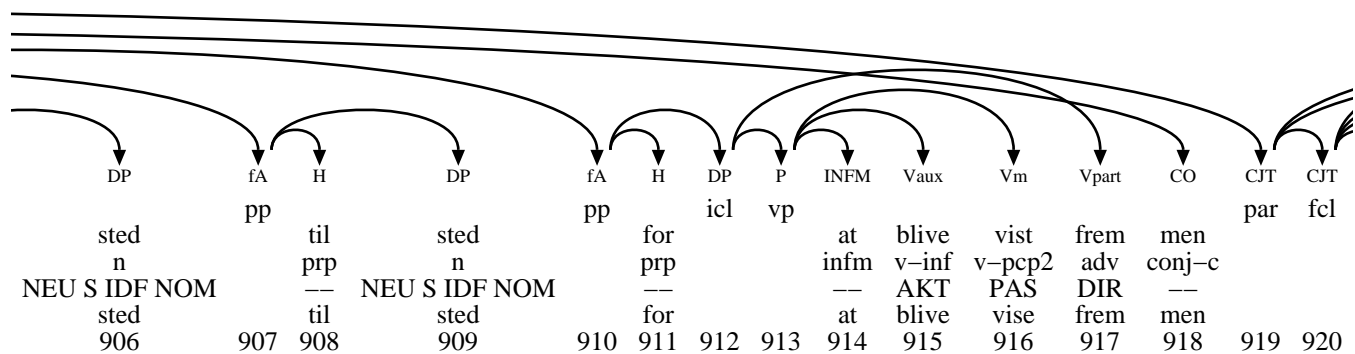 DP fA H DP fA H DP P INFM Vaux Vm Vpart CO CJT CJT
pp pp icl vp par fcl
sted til sted for at blive vist frem men
n prp n prp infm v−inf v−pcp2 adv conj−c
NEU S IDF NOM −− NEU S IDF NOM −− −− AKT PAS DIR −−
sted til sted for at blive vise frem men
906 907 908 909 910 911 912 913 914 915 916 917 918 919 920